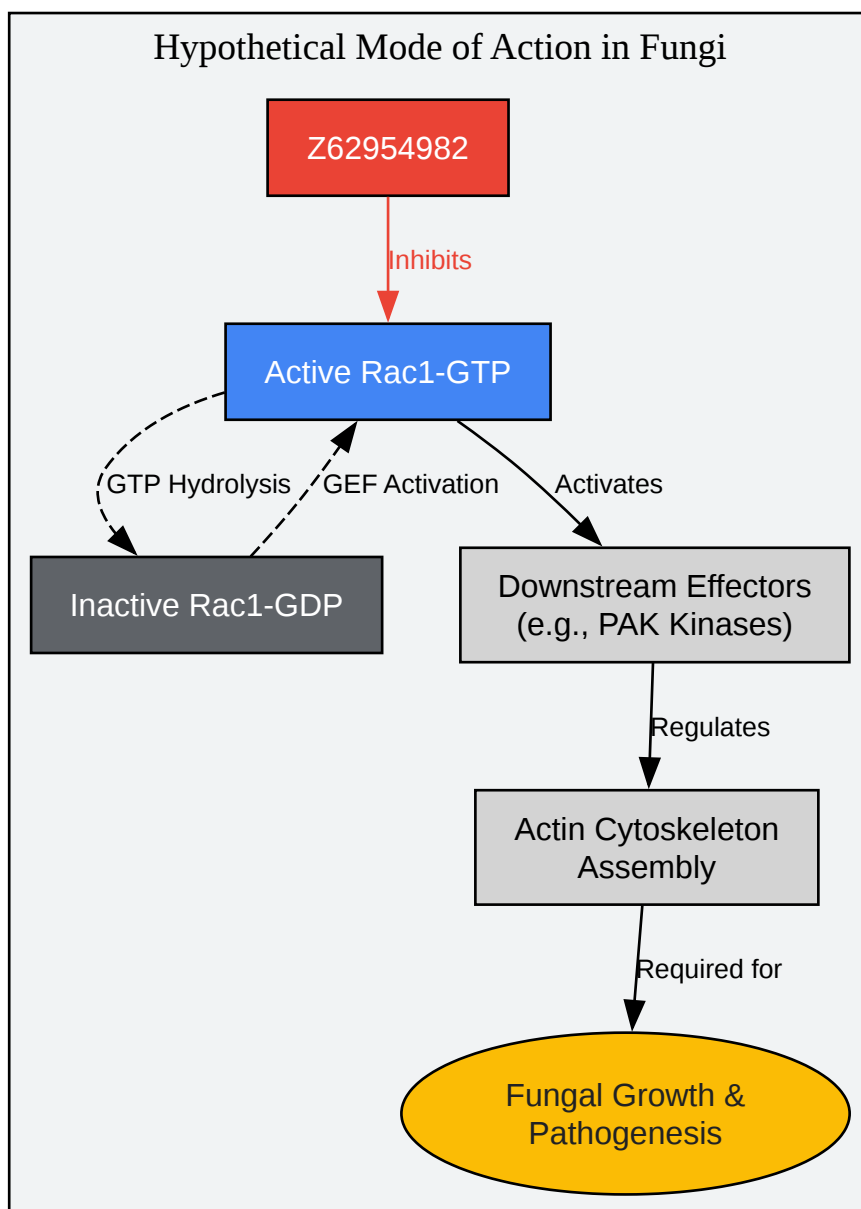 Hypothetical Mode of Action in Fungi
Z62954982
Inhibits
Active Rac1-GTP
GTP Hydrolysis
GEF Activation
Activates
Inactive Rac1-GDP
Downstream Effectors
(e.g., PAK Kinases)
Regulates
Actin Cytoskeleton
Assembly
Required for
Fungal Growth &
Pathogenesis